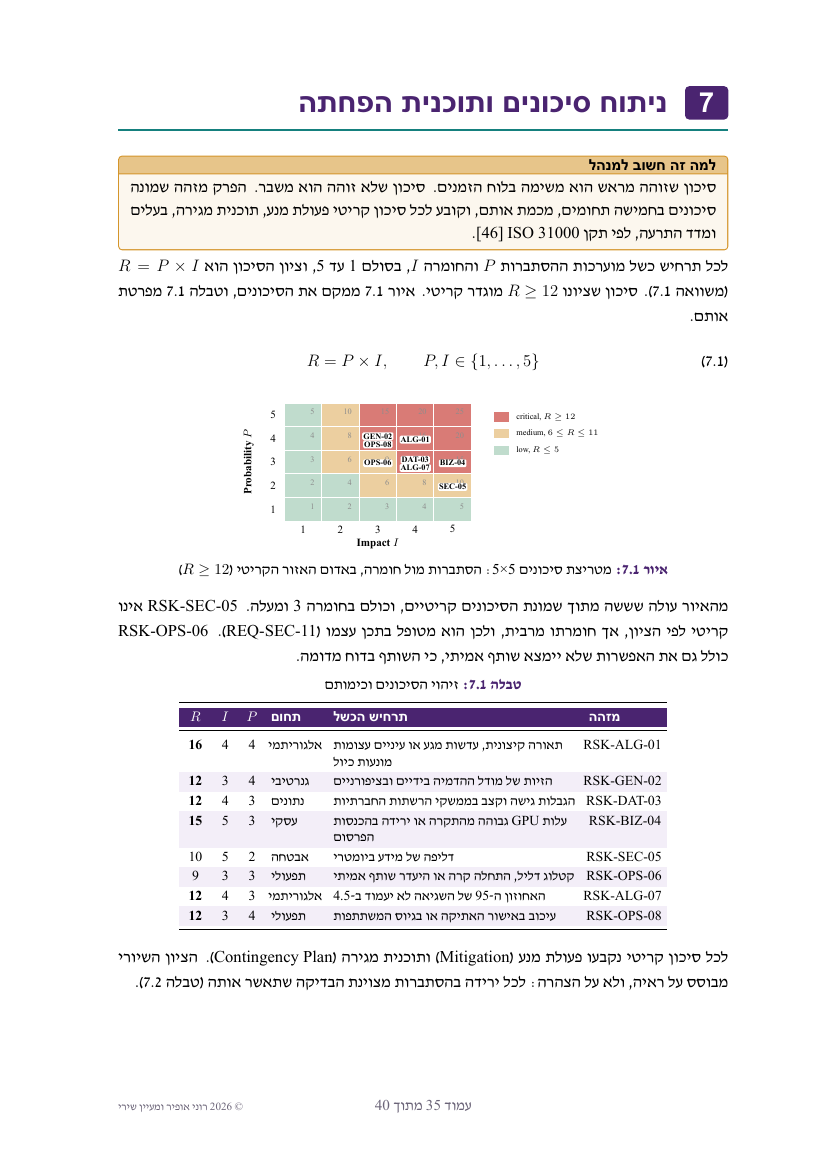 7 ניתוח סיכונים ותוכנית הפחתה
למה זה חשוב למנהל
סיכון שזוהה מראש הוא משימה בלוח הזמנים. סיכון שלא זוהה הוא משבר. הפרק מזהה שמונה
סיכונים בחמישה תחומים, מכמת אותם, וקובע לכל סיכון קריטי פעולת מנע, תוכנית מגירה, בעלים
ומדד התרעה, לפי תקן ISO 31000 [46].
לכל תרחיש כשל מוערכות ההסתברות P והחומרה I, בסולם 1 עד 5, וציון הסיכון הוא R = P × I
(משוואה 7.1). סיכון שציונו R ≥ 12 מוגדר קריטי. איור 7.1 ממקם את הסיכונים, וטבלה 7.1 מפרטת
אותם.
R = P × I, P, I ∈ {1, . . . , 5} (7.1)
Probability P
5 5 10
4 4 8 GEN-02 OPS-08 ALG-01
3 3 6 OPS-06 DAT-03 ALG-07 BIZ-04
2 2 4 6 8 SEC-05
1 1 2 3 4 5
1 2 3 4 5
Impact I
critical, R ≥ 12
medium, 6 ≤ R ≤ 11
low, R ≤ 5
איור 7.1: מטריצת סיכונים 5×5: הסתברות מול חומרה, באדום האזור הקריטי (R ≥ 12)
מהאיור עולה ששה מתוך שמונת הסיכונים קריטיים, וכולם בחומרה 3 ומעלה. RSK-SEC-05 אינו
קריטי לפי הציון, אך חומרתו מרבית, ולכן הוא מטופל בתכן עצמו (REQ-SEC-11). RSK-OPS-06
כולל גם את האפשרות שלא יימצא שותף אמיתי, כי השותף בדוח מדומה.
טבלה 7.1: זיהוי הסיכונים וכימותם
מזהה תרחיש הכשל תחום P I R
RSK-ALG-01 תאורה קיצונית, עדשות מגע או עיניים עצומות אלגוריתמי 4 4 16
מונעות כיול
RSK-GEN-02 הזיות של מודל ההדמיה בידיים ובציפורניים גנרטיבי 4 3 12
RSK-DAT-03 הגבלות גישה וקצב בממשקי הרשתות החברתיות נתונים 3 4 12
RSK-BIZ-04 עלות GPU גבוהה מהתקרה או ירידה בהכנסות עסקי 3 5 15
הפרסום
RSK-SEC-05 דליפה של מידע ביומטרי אבטחה 2 5 10
RSK-OPS-06 קטלוג דליל, התחלה קרה או היעדר שותף אמיתי תפעולי 3 3 9
RSK-ALG-07 האחוזון ה-95 של השגיאה לא יעמוד ב-4.5 אלגוריתמי 3 4 12
RSK-OPS-08 עיכוב באישור האתיקה או בגיוס המשתתפות תפעולי 4 3 12
לכל סיכון קריטי נקבעו פעולת מנע (Mitigation) ותוכנית מגירה (Contingency Plan). הציון השיורי
מבוסס על ראיה, ולא על הצהרה: לכל ירידה בהסתברות מצוינת הבדיקה שתאשר אותה (טבלה 7.2).
עמוד 35 מתוך 40
© 2026 רוני אופיר ומעיין שירי